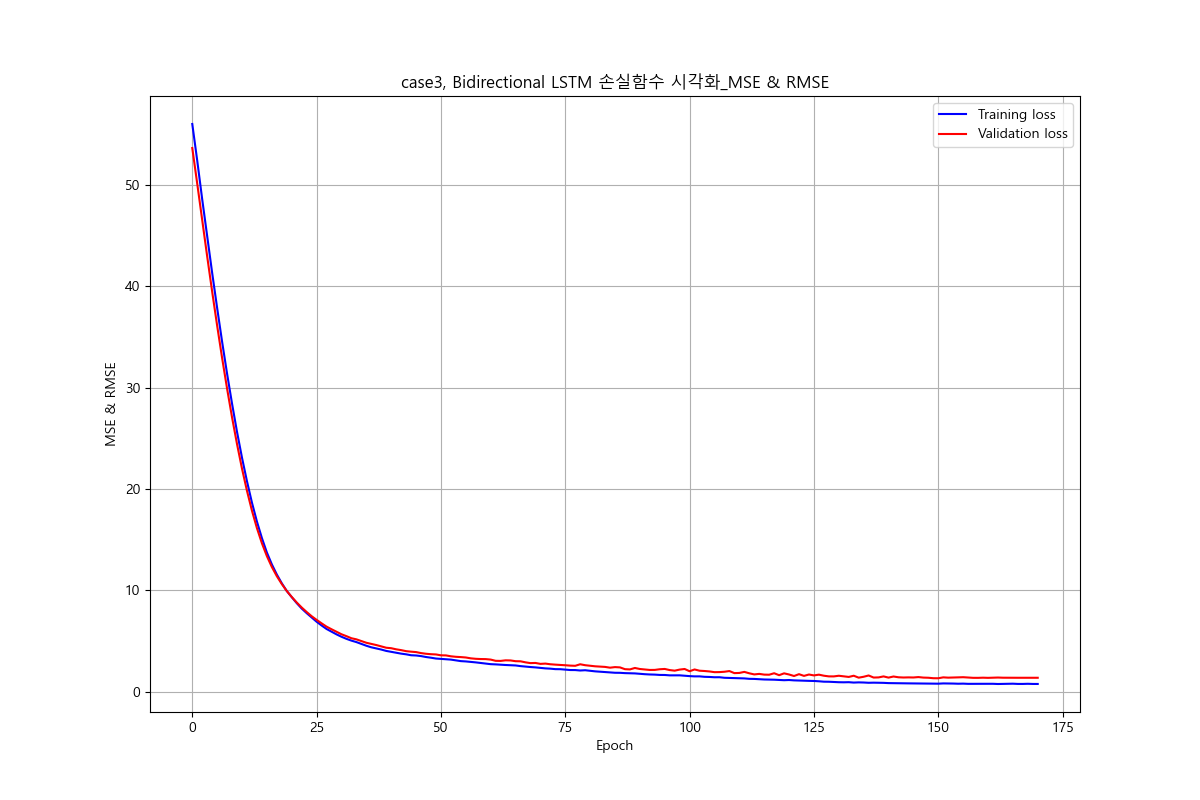 case3, Bidirectional LSTM 손실함수 시각화_MSE & RMSE
Training loss
Validation loss
MSE & RMSE
50
40
30
20
10
0
0 25 50 75 100 125 150 175
Epoch